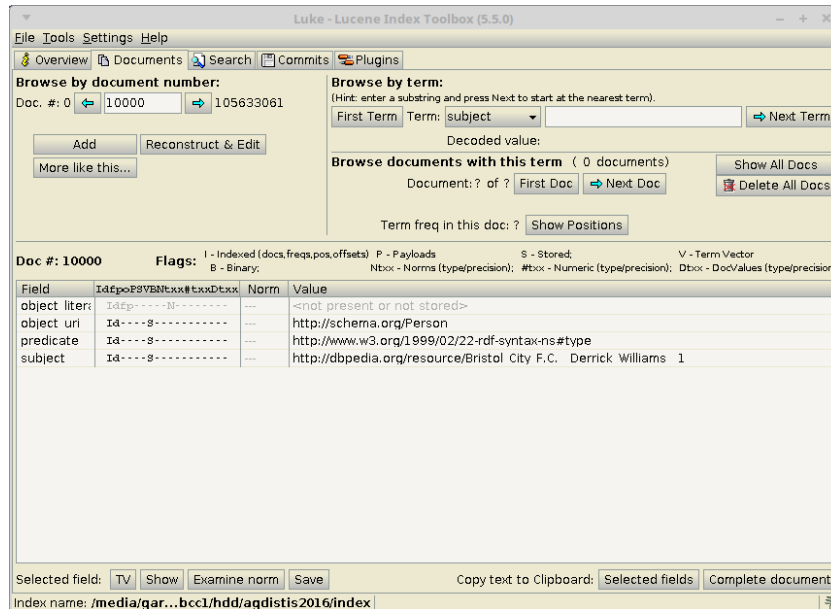 Luke - Lucene Index Toolbox (5.5.0)
File Tools Settings Help
Overview Documents Search Commits Plugins
Browse by document number:
Doc. #: 0 10000 105633061
Add Reconstruct & Edit
More like this...
Browse by term:
(Hint: enter a substring and press Next to start at the nearest term).
First Term Term: subject Next Term
Decoded value:
Browse documents with this term ( 0 documents) Show All Docs
Document: ? of ? First Doc Next Doc Delete All Docs
Term freq in this doc: ? Show Positions
Doc #: 10000 Flags: I - Indexed (docs,freqs,pos,offsets) P - Payloads S - Stored; V - Term Vector
B - Binary; Ntxx - Norms (type/precision); #txx - Numeric (type/precision); Dtxx - DocValues (type/precision
Field IdfpoPSVBNtxx#txxDtxx Norm Value
object litera Idfp-----N-------- --- <not present or not stored>
object uri Id----S----------- --- http://schema.org/Person
predicate Id----S----------- --- http://www.w3.org/1999/02/22-rdf-syntax-ns#type
subject Id----S----------- --- http://dbpedia.org/resource/Bristol City F.C. Derrick Williams 1
Selected field: TV Show Examine norm Save Copy text to Clipboard: Selected fields Complete document
Index name: /media/gar...bcc1/hdd/agdistis2016/index